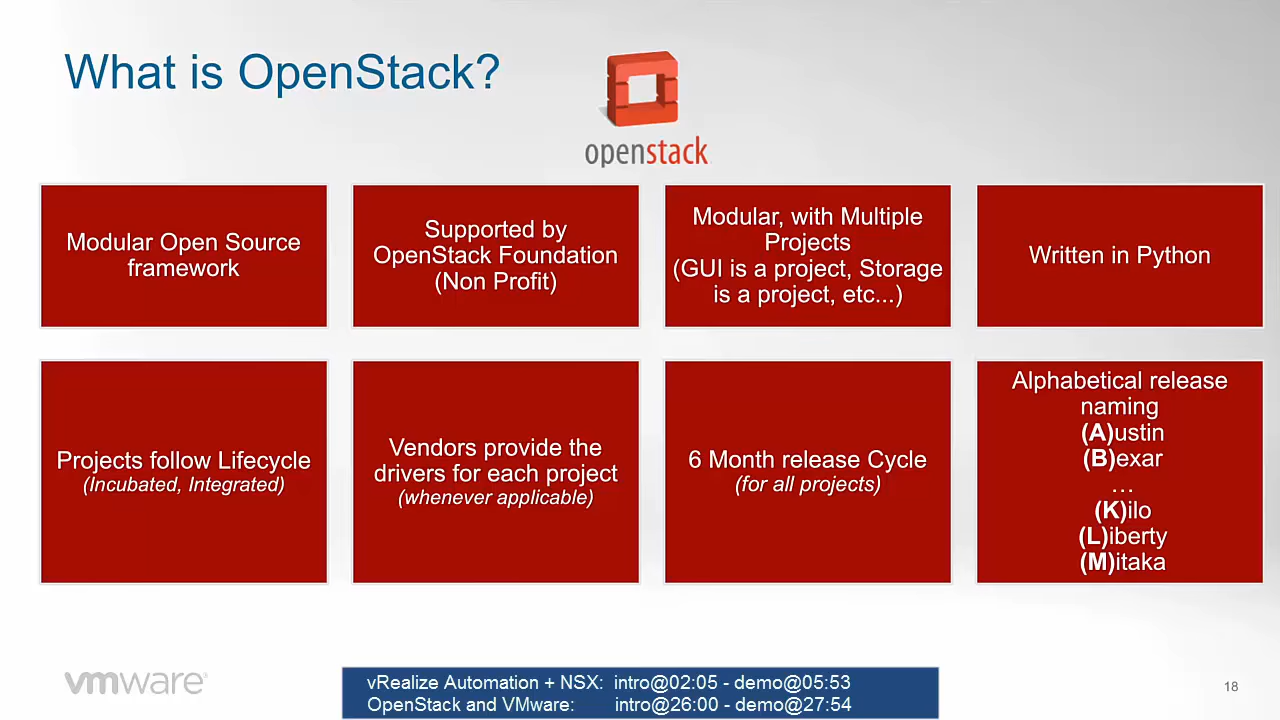 What is OpenStack?
openstack
Modular Open Source
framework
Supported by
OpenStack Foundation
(Non Profit)
Modular, with Multiple
Projects
(GUI is a project, Storage
is a project, etc...)
Written in Python
Projects follow Lifecycle
(Incubated, Integrated)
Vendors provide the
drivers for each project
(whenever applicable)
6 Month release Cycle
(for all projects)
Alphabetical release
naming
(A)ustin
(B)exar
...
(K)ilo
(L)iberty
(M)itaka
vmware®
vRealize Automation + NSX: intro@02:05 - demo@05:53
OpenStack and VMware: intro@26:00 - demo@27:54
18